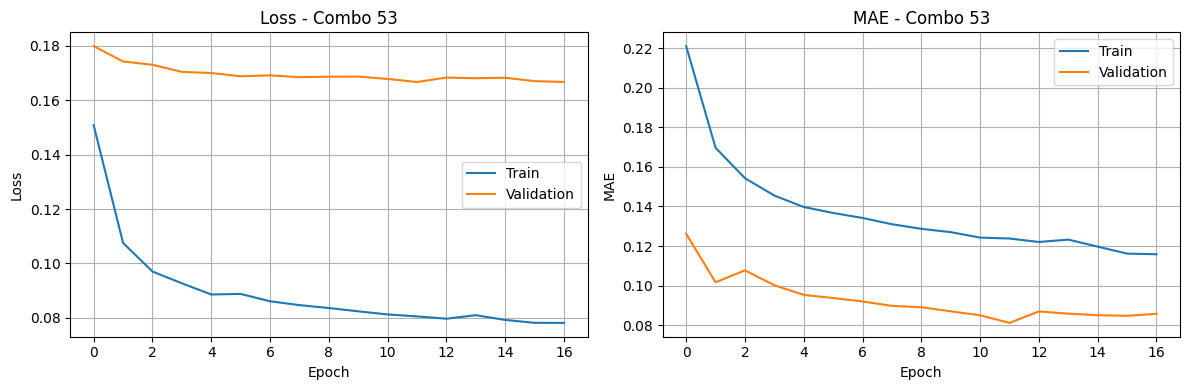 Loss - Combo 53
0.18
0.16
0.14
0.12
0.10
0.08
Loss
Train
Validation
0 2 4 6 8 10 12 14 16
Epoch
MAE - Combo 53
0.22
0.20
0.18
0.16
0.14
0.12
0.10
0.08
MAE
Train
Validation
0 2 4 6 8 10 12 14 16
Epoch